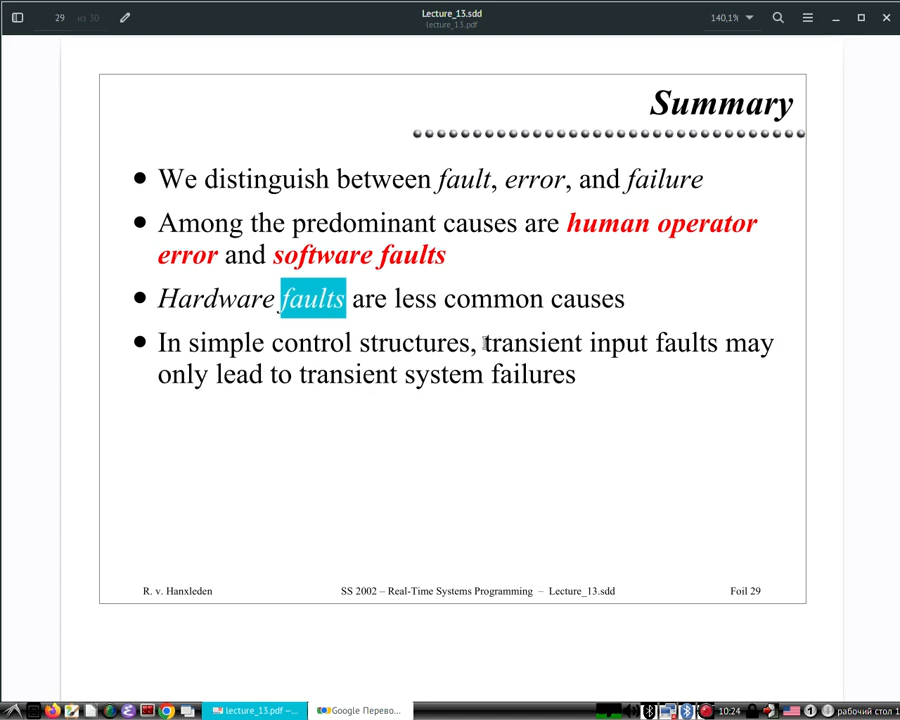 Lecture_13.sdd
lecture_13.pdf
29 из 30
140,1%
Summary
We distinguish between fault, error, and failure
Among the predominant causes are human operator
error and software faults
Hardware faults are less common causes
In simple control structures, transient input faults may
only lead to transient system failures
R. v. Hanxleden
SS 2002 – Real-Time Systems Programming – Lecture_13.sdd
Foil 29
lecture_13.pdf –...
Google Перево...
10:24
1
рабочий стол 1